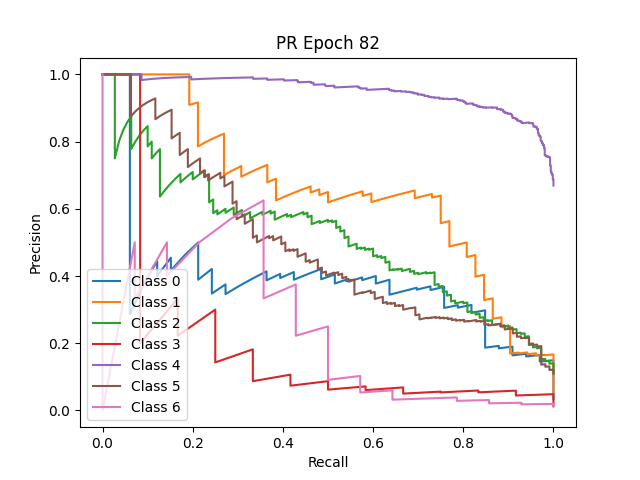 PR Epoch 82
1.0
0.8
0.6
0.4
0.2
0.0
Precision
Class 0
Class 1
Class 2
Class 3
Class 4
Class 5
Class 6
0.0 0.2 0.4 0.6 0.8 1.0
Recall